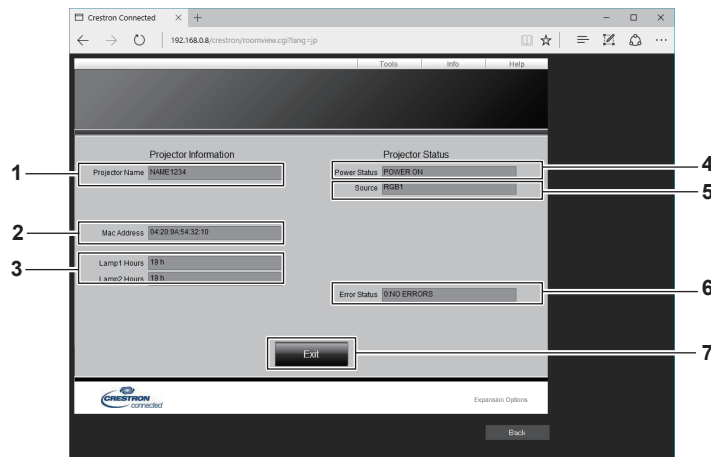 Crestron Connected
192.168.0.8/crestron/roomview.cgi?lang=jp
Tools Info Help
Projector Information
Projector Status
1
Projector Name NAME1234
Power Status POWER ON
4
Source RGB1
5
2
Mac Address 04:20:9A:54:32:10
3
Lamp1 Hours 19 h
Lamp2 Hours 19 h
Error Status 0:NO ERRORS
6
Exit
7
CRESTRON
connected
Expansion Options
Back